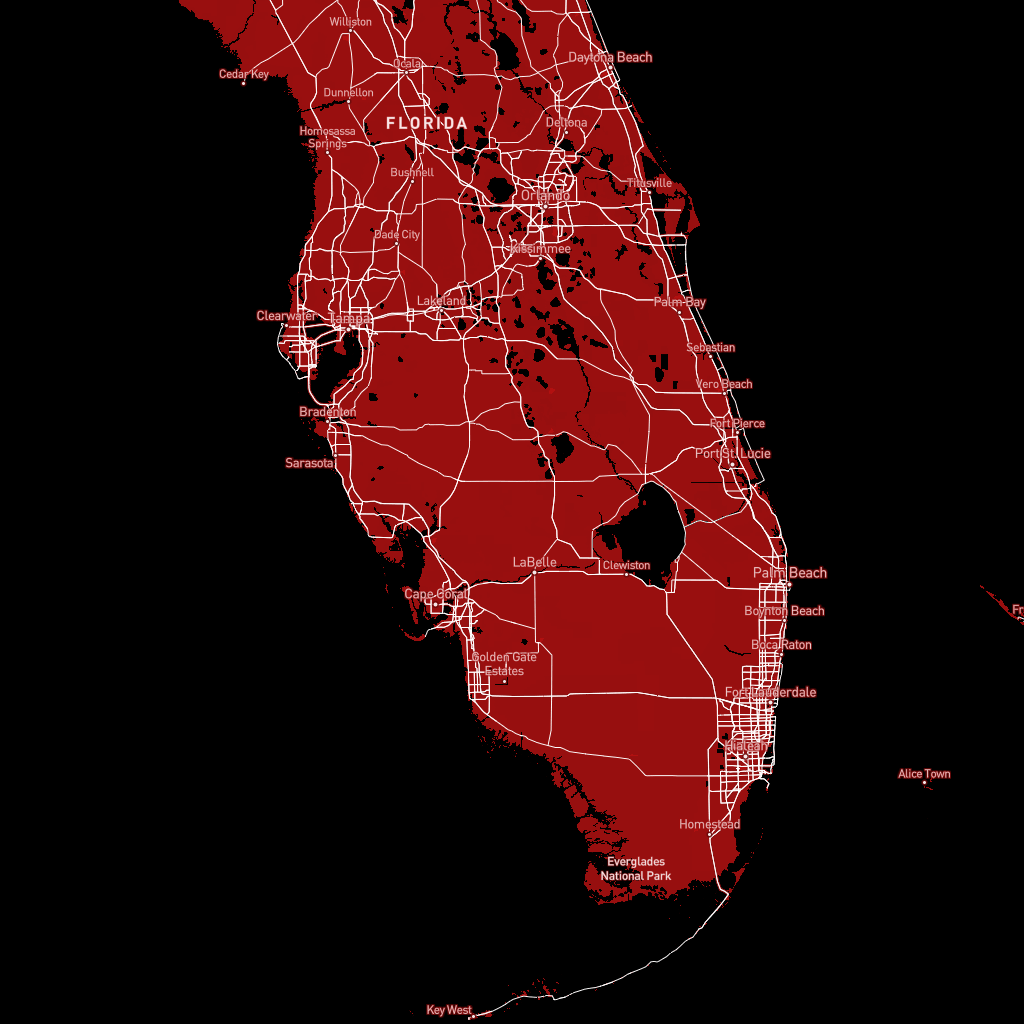 Williston
Daytona Beach
Ocala
Cedar Key
Dunnellon
FLORIDA
Deltona
Homosassa
Springs
Bushnell
Titusville
Orlando
Dade City
Kissimmee
Lakeland
Palm Bay
Clearwater
Tampa
Sebastian
Vero Beach
Bradenton
Fort Pierce
Port St. Lucie
Sarasota
LaBelle
Clewiston
Palm Beach
Cape Coral
Boynton Beach
Fr
Boca Raton
Golden Gate
Estates
Fort Lauderdale
Hialeah
Alice Town
Homestead
Everglades
National Park
Key West